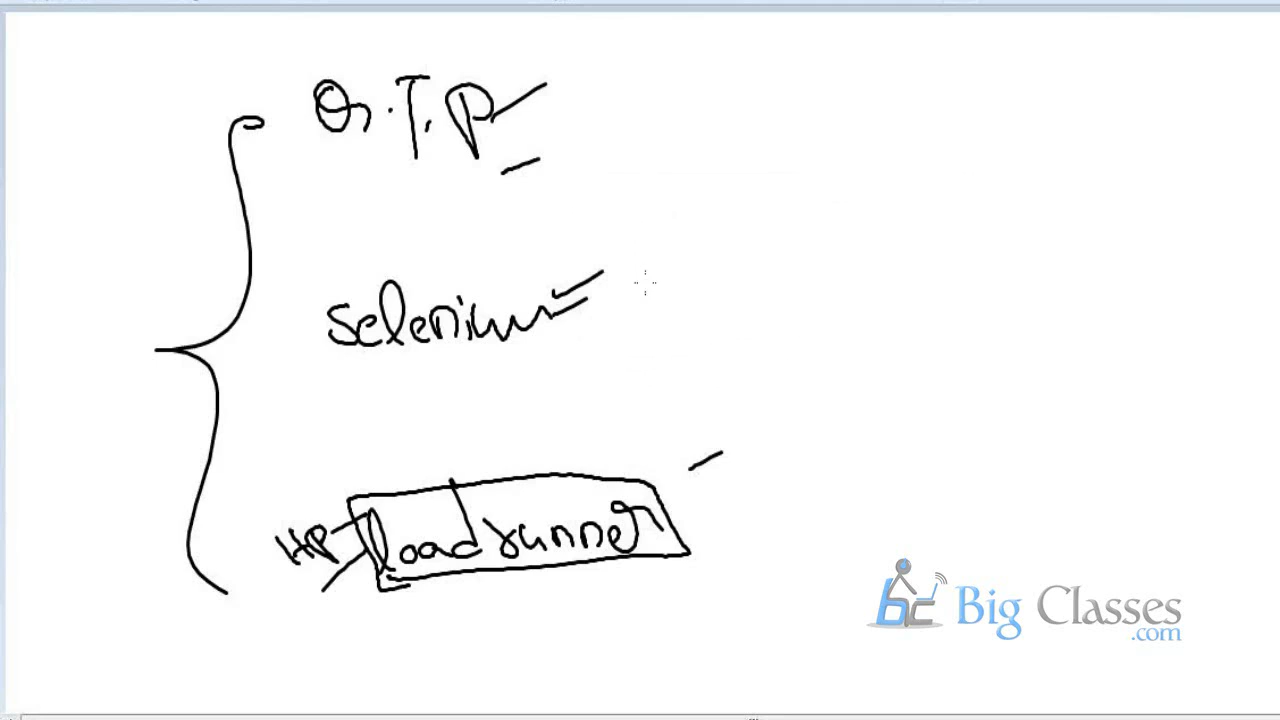 Q.T.P
Selenium
HP loadrunner
Big Classes
.com